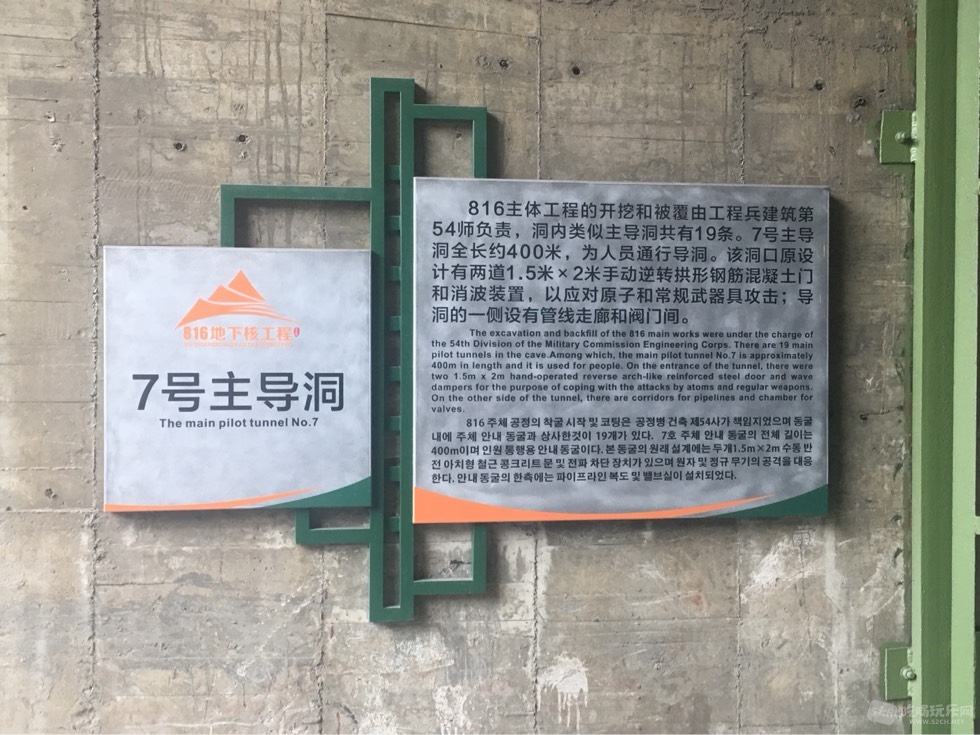 816地下核工程
7号主导洞
The main pilot tunnel No.7
816主体工程的开挖和被覆由工程兵建筑第
54师负责，洞内类似主导洞共有19条。7号主导
洞全长约400米，为人员通行导洞。该洞口原设
计有两道1.5米×2米手动逆转拱形钢筋混凝土门
和消波装置，以应对原子和常规武器具攻击；导
洞的一侧设有管线走廊和阀门间。
The excavation and backfill of the 816 main works were under the charge of
the 54th Division of the Military Commission Engineering Corps. There are 19 main
pilot tunnels in the cave.Among which, the main pilot tunnel No.7 is approximately
400m in length and it is used for people. On the entrance of the tunnel, there were
two 1.5m x 2m hand-operated reverse arch-like reinforced steel door and wave
dampers for the purpose of coping with the attacks by atoms and regular weapons.
On the other side of the tunnel, there are corridors for pipelines and chamber for
valves.
816 주체 공정의 착굴 시작 및 코팅은 공정병 건축 제54사가 책임지었으며 동굴
내에 주체 안내 동굴과 상사한것이 19개가 있다. 7호 주체 안내 동굴의 전체 길이는
400m이며 인원 통행용 안내 동굴이다. 본 동굴의 원래 설계에는 두개1.5m×2m 수동 반
전 아치형 철근 콩크리트 문 및 전파 차단 장치가 있으며 원자 및 정규 무기의 공격을 대응
한다. 안내 동굴의 한측에는 파이프라인 복도 및 밸브실이 설치되었다.
吃喝玩乐网
WWW.52CH.NET